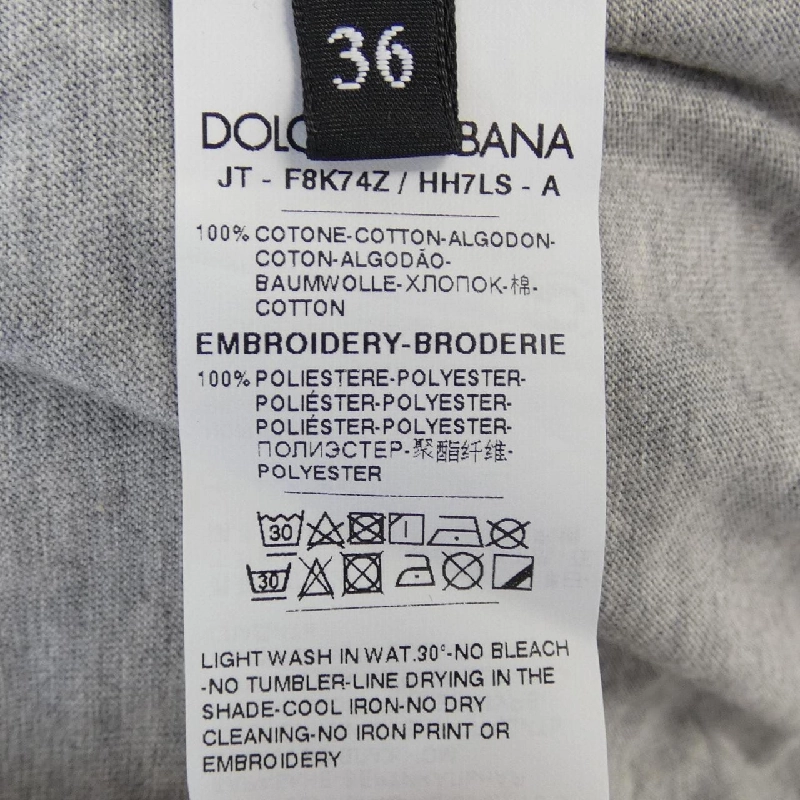 36
DOLC BANA
JT - F8K74Z / HH7LS - A
100% COTONE-COTTON-ALGODON-
COTON-ALGODÃO-
BAUMWOLLE-ХЛОПОК-棉-
COTTON
EMBROIDERY-BRODERIE
100% POLIESTERE-POLYESTER-
POLIÉSTER-POLYESTER-
POLIÉSTER-POLYESTER-
ПОЛИЭСТЕР-聚酯纤维-
POLYESTER
30
30
LIGHT WASH IN WAT.30°-NO BLEACH
-NO TUMBLER-LINE DRYING IN THE
SHADE-COOL IRON-NO DRY
CLEANING-NO IRON PRINT OR
EMBROIDERY